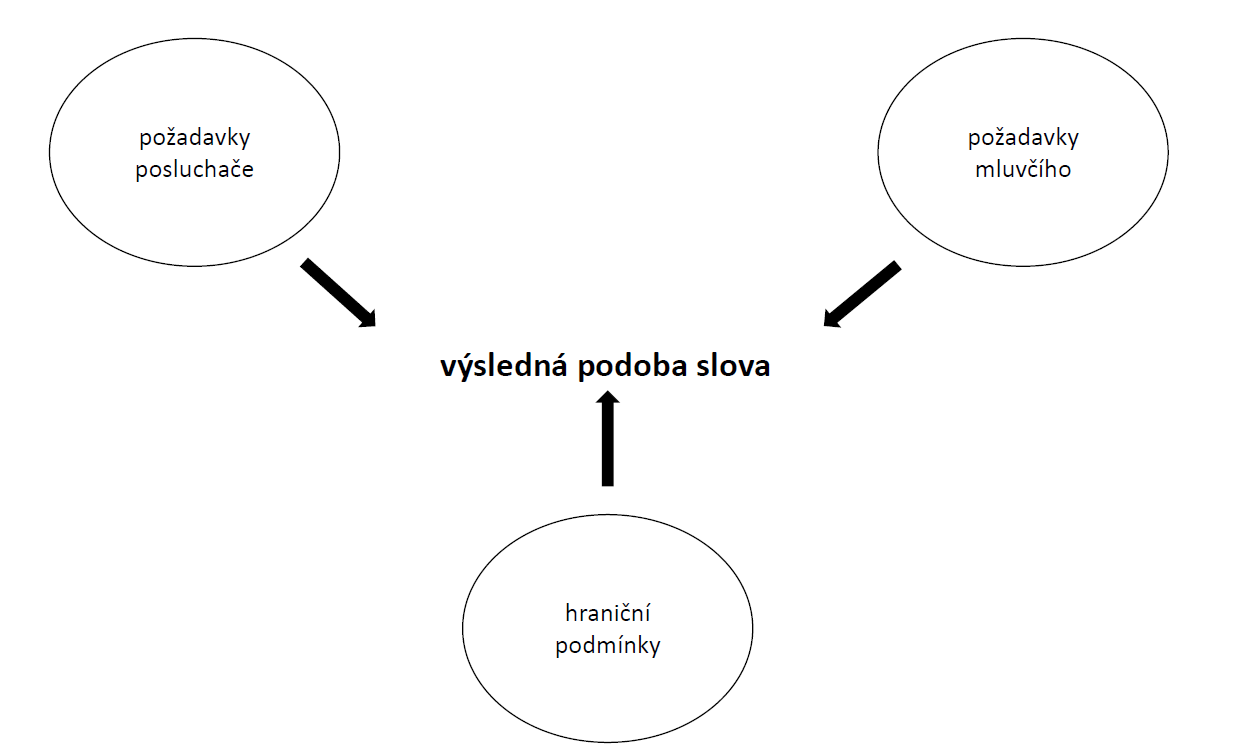 požadavky
posluchače
požadavky
mluvčího
výsledná podoba slova
hraniční
podmínky